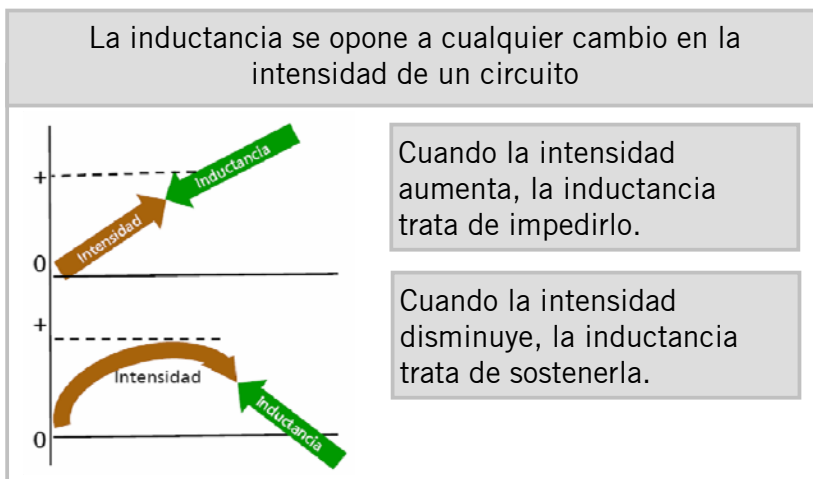 La inductancia se opone a cualquier cambio en la
intensidad de un circuito
+
Inductancia
Intensidad
0
Cuando la intensidad
aumenta, la inductancia
trata de impedirlo.
+
Intensidad
Inductancia
0
Cuando la intensidad
disminuye, la inductancia
trata de sostenerla.